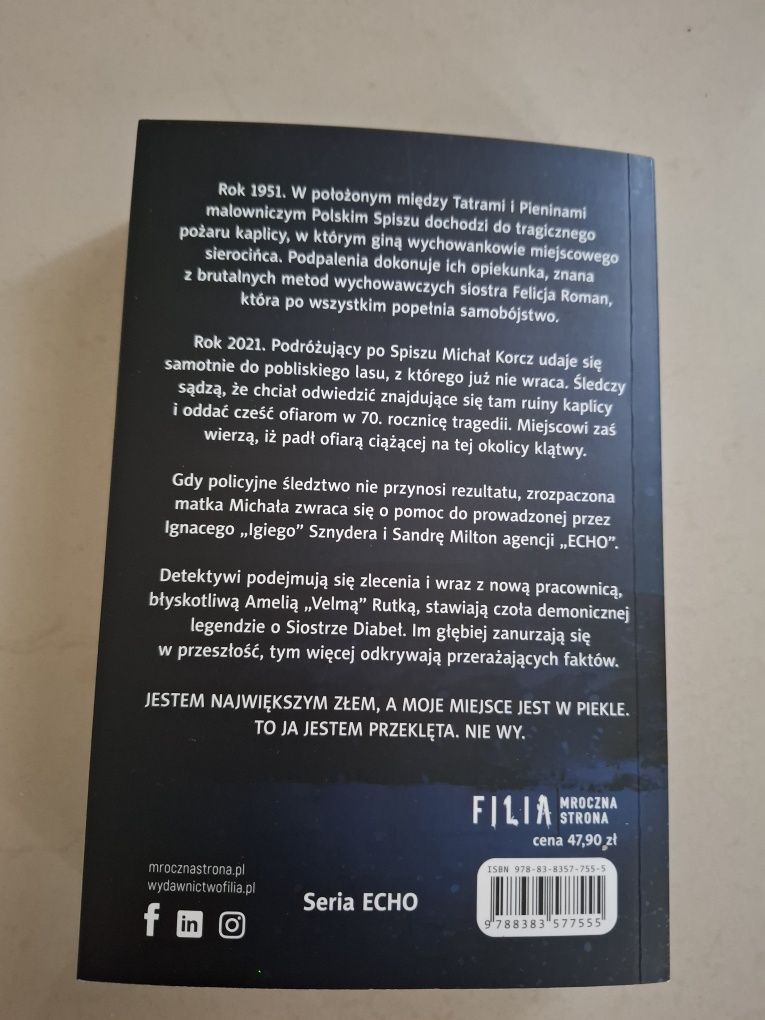 Rok 1951. W położonym między Tatrami i Pieninami
malowniczym Polskim Spiszu dochodzi do tragicznego
pożaru kaplicy, w którym giną wychowankowie miejscowego
sierocińca. Podpalenia dokonuje ich opiekunka, znana
z brutalnych metod wychowawczych siostra Felicja Roman,
która po wszystkim popełnia samobójstwo.
Rok 2021. Podróżujący po Spiszu Michał Korcz udaje się
samotnie do pobliskiego lasu, z którego już nie wraca. Śledczy
sądzą, że chciał odwiedzić znajdujące się tam ruiny kaplicy
i oddać cześć ofiarom w 70. rocznicę tragedii. Miejscowi zaś
wierzą, iż padł ofiarą ciążącej na tej okolicy klątwy.
Gdy policyjne śledztwo nie przynosi rezultatu, zrozpaczona
matka Michała zwraca się o pomoc do prowadzonej przez
Ignacego „Igiego” Sznydera i Sandrę Milton agencji „ECHO”.
Detektywi podejmują się zlecenia i wraz z nową pracownicą,
błyskotliwą Amelią „Velmą” Rutką, stawiają czoła demonicznej
legendzie o Siostrze Diabeł. Im głębiej zanurzają się
w przeszłość, tym więcej odkrywają przerażających faktów.
JESTEM NAJWIĘKSZYM ZŁEM, A MOJE MIEJSCE JEST W PIEKLE.
TO JA JESTEM PRZEKLĘTA. NIE WY.
FILIA MROCZNA
STRONA
cena 47,90 zł
mrocznastrona.pl
wydawnictwofilia.pl
Seria ECHO
ISBN 978-83-8357-755-5
9 788383 577555